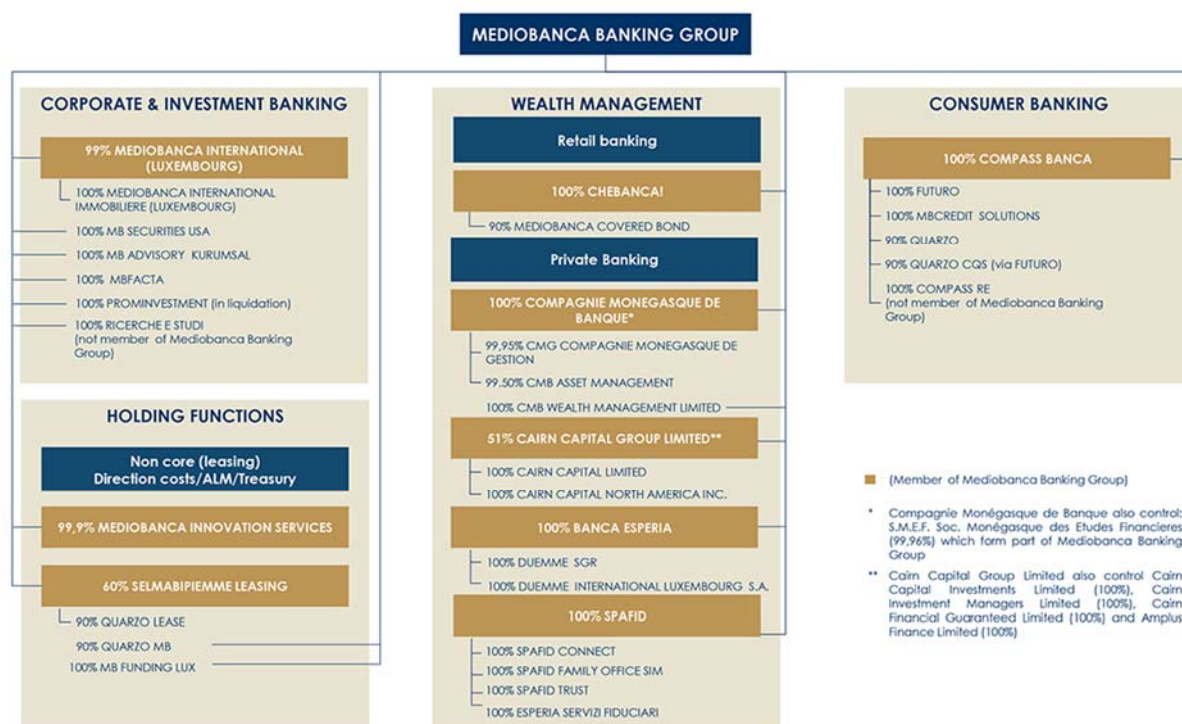 MEDIOBANCA BANKING GROUP
CORPORATE & INVESTMENT BANKING
99% MEDIOBANCA INTERNATIONAL
(LUXEMBOURG)
100% MEDIOBANCA INTERNATIONAL
IMMOBILIERE (LUXEMBOURG)
100% MB SECURITIES USA
100% MB ADVISORY KURUMSAL
100% MBFACTA
100% PROMINVESTMENT (in liquidation)
100% RICERCHE E STUDI
(not member of Mediobanca Banking
Group)
HOLDING FUNCTIONS
Non core (leasing)
Direction costs/ALM/Treasury
99,9% MEDIOBANCA INNOVATION SERVICES
60% SELMABIPIEMME LEASING
90% QUARZO LEASE
90% QUARZO MB
100% MB FUNDING LUX
WEALTH MANAGEMENT
Retail banking
100% CHEBANCA!
90% MEDIOBANCA COVERED BOND
Private Banking
100% COMPAGNIE MONEGASQUE DE
BANQUE*
99,95% CMG COMPAGNIE MONEGASQUE DE
GESTION
99.50% CMB ASSET MANAGEMENT
100% CMB WEALTH MANAGEMENT LIMITED
51% CAIRN CAPITAL GROUP LIMITED**
100% CAIRN CAPITAL LIMITED
100% CAIRN CAPITAL NORTH AMERICA INC.
100% BANCA ESPERIA
100% DUEMME SGR
100% DUEMME INTERNATIONAL LUXEMBOURG S.A.
100% SPAFID
100% SPAFID CONNECT
100% SPAFID FAMILY OFFICE SIM
100% SPAFID TRUST
100% ESPERIA SERVIZI FIDUCIARI
CONSUMER BANKING
100% COMPASS BANCA
100% FUTURO
100% MBCREDIT SOLUTIONS
90% QUARZO
90% QUARZO CQS (via FUTURO)
100% COMPASS RE
(not member of Mediobanca Banking
Group)
(Member of Mediobanca Banking Group)
* Compagnie Monégasque de Banque also control:
S.M.E.F. Soc. Monégasque des Etudes Financieres
(99,96%) which form part of Mediobanca Banking
Group
** Cairn Capital Group Limited also control Cairn
Capital Investments Limited (100%), Cairn
Investment Managers Limited (100%), Cairn
Financial Guaranteed Limited (100%) and Amplus
Finance Limited (100%)